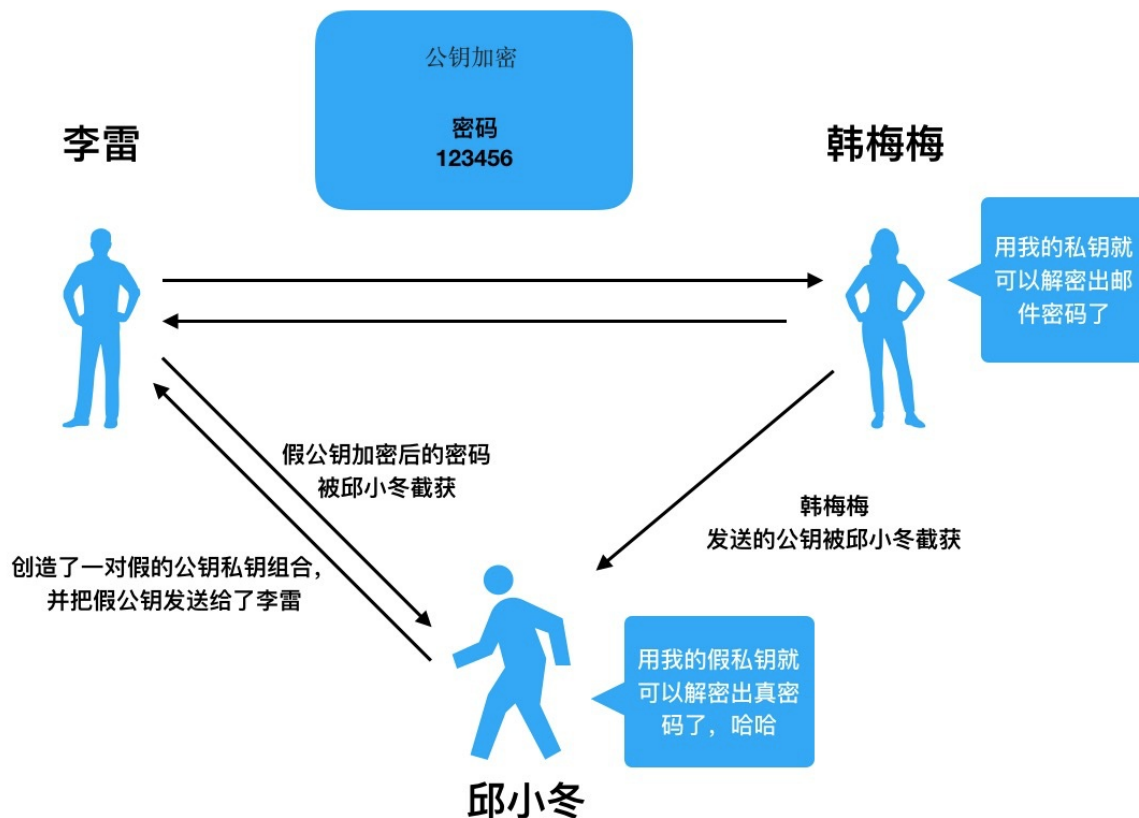 公钥加密
密码
123456
李雷
韩梅梅
用我的私钥就
可以解密出邮
件密码了
假公钥加密后的密码
被邱小冬截获
韩梅梅
发送的公钥被邱小冬截获
创造了一对假的公钥私钥组合，
并把假公钥发送给了李雷
用我的假私钥就
可以解密出真密
码了，哈哈
邱小冬